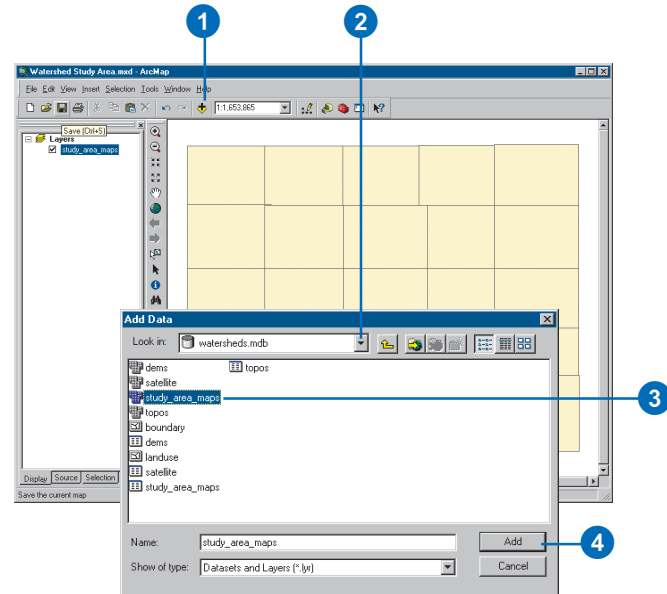 1
2
Watershed Study Area.mxd - ArcMap
File Edit View Insert Selection Tools Window Help
1:1,653,865
Save (Ctrl+S)
Layers
study_area_maps
Add Data
Look in: watersheds.mdb
dems
topos
satellite
study_area_maps
3
topos
boundary
dems
landuse
satellite
study_area_maps
Display Source Selection
Save the current map
Name: study_area_maps
Add
4
Show of type: Datasets and Layers (*.lyr)
Cancel